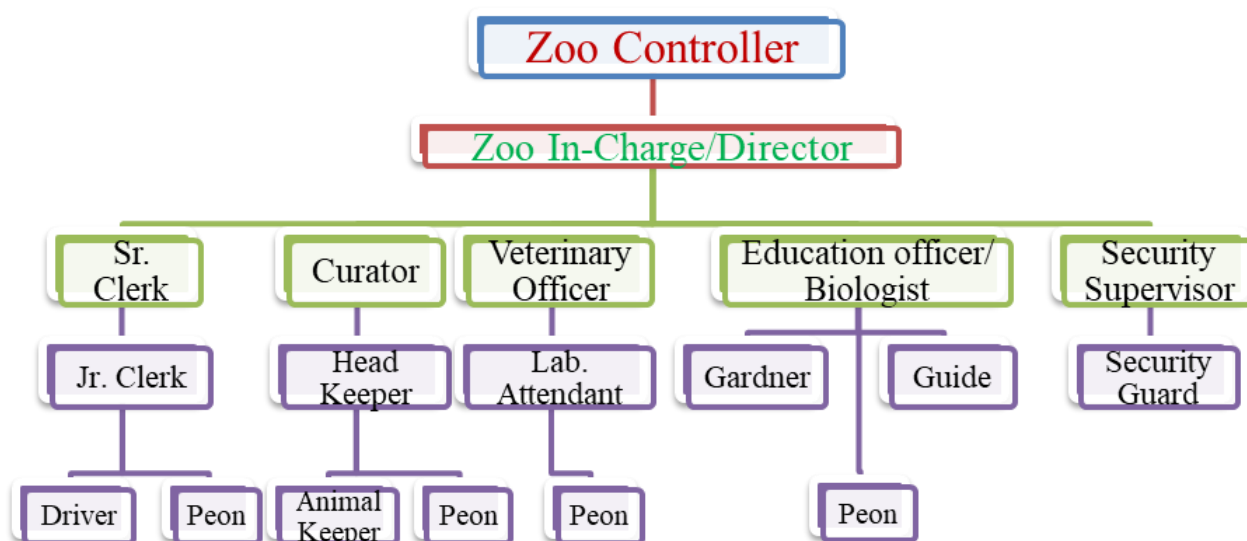 Zoo Controller
Zoo In-Charge/Director
Sr.
Clerk
Curator
Veterinary
Officer
Education officer/
Biologist
Security
Supervisor
Jr. Clerk
Head
Keeper
Lab.
Attendant
Gardner
Guide
Security
Guard
Driver
Peon
Animal
Keeper
Peon
Peon
Peon